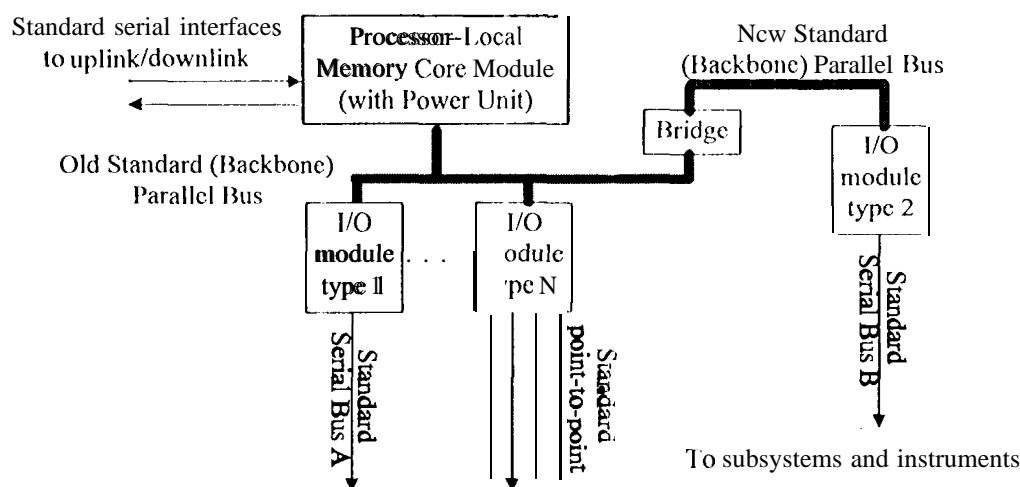 Standard serial interfaces
to uplink/downlink
Processor-Local
Memory Core Module
(with Power Unit)
New Standard
(Backbone) Parallel Bus
Bridge
Old Standard (Backbone)
Parallel Bus
I/O
module
type 1
. . .
I/O
odule
ype N
I/O
module
type 2
Standard
Serial Bus A
Standard
point-to-point
Standard
Serial Bus B
To subsystems and instruments